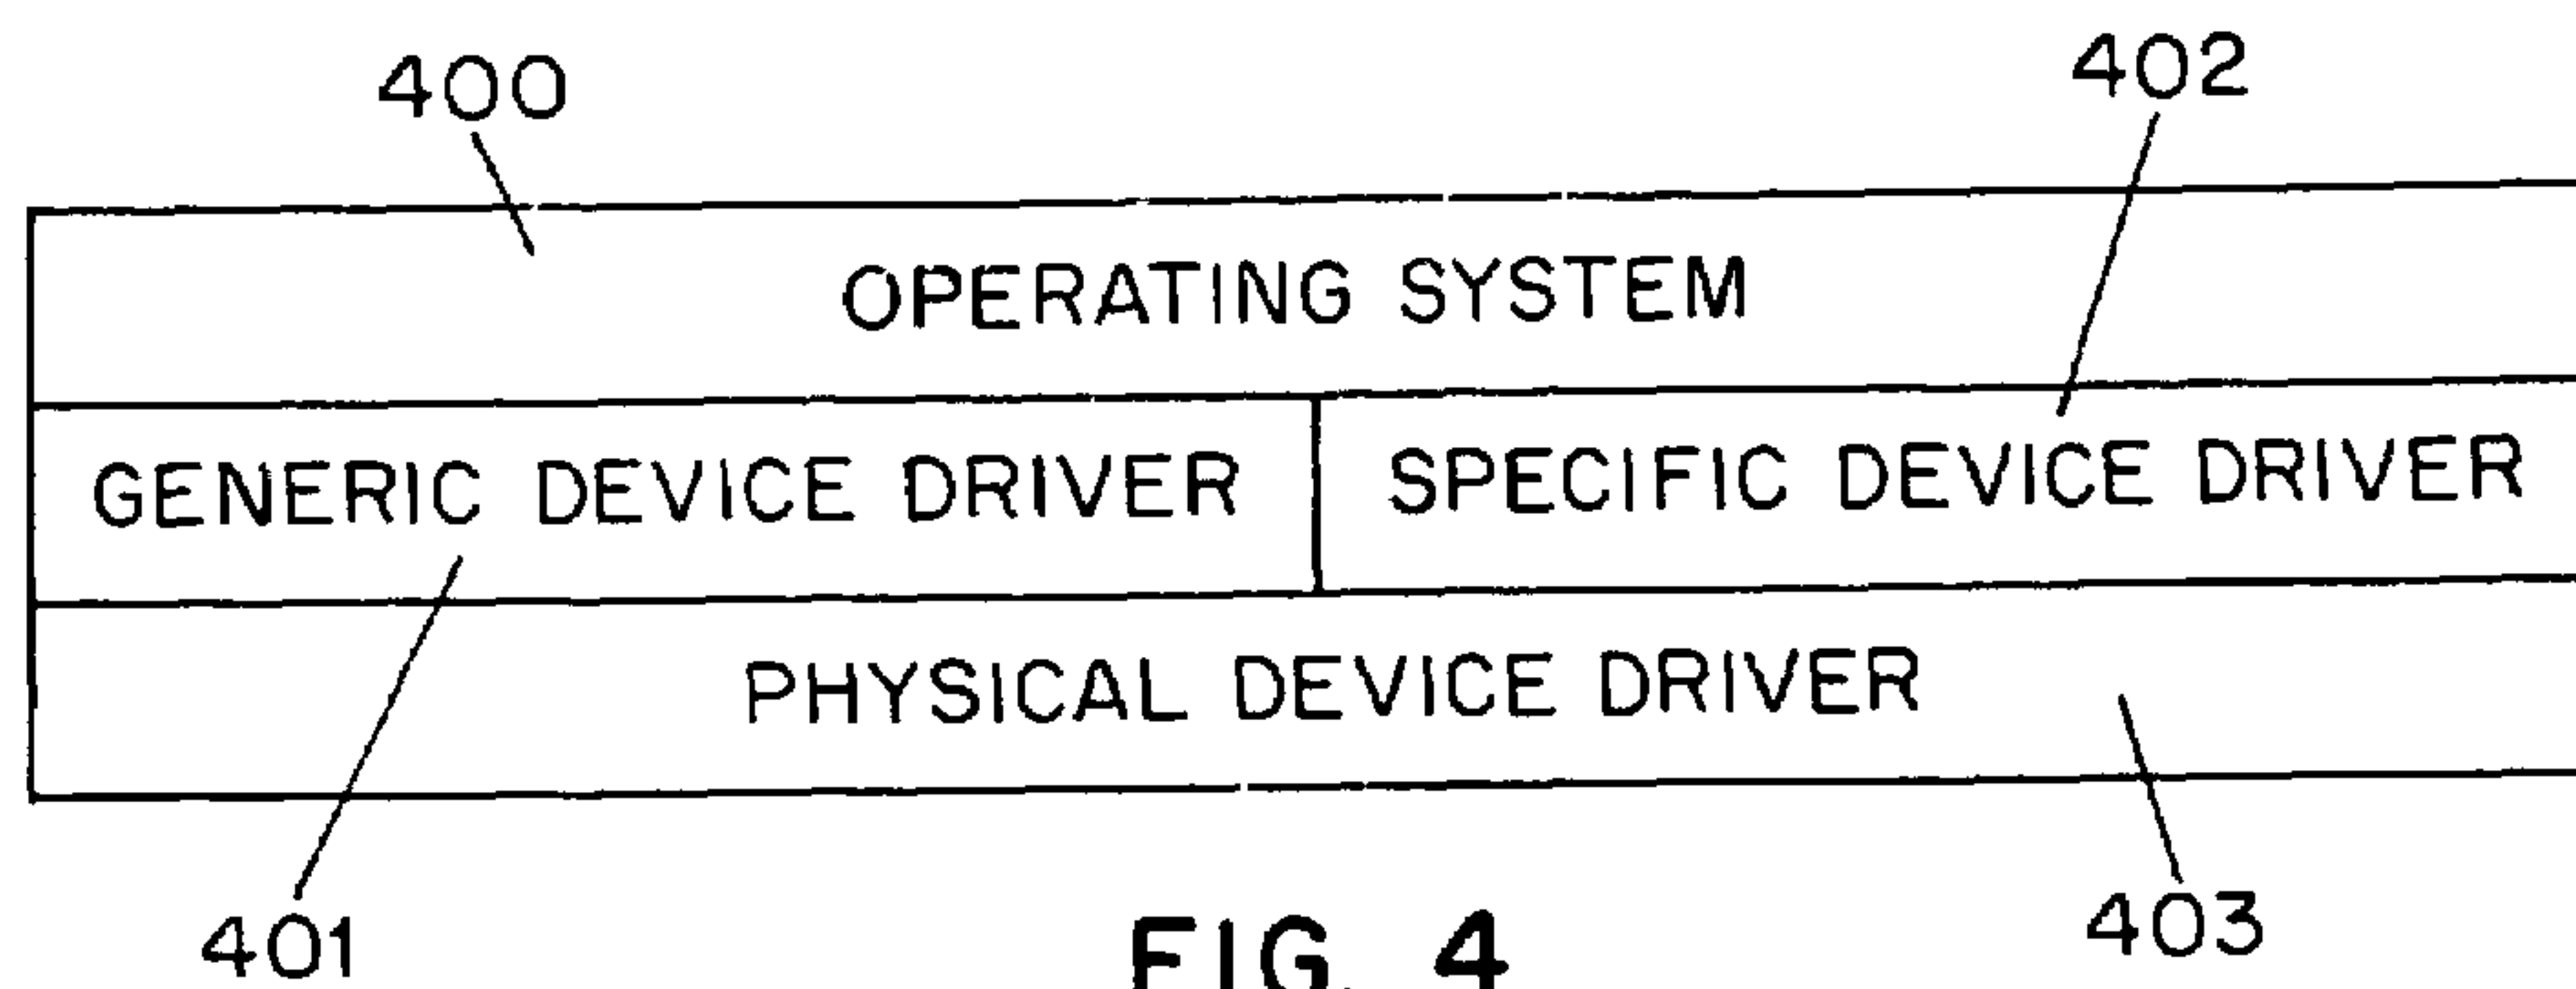 400
402
OPERATING SYSTEM
GENERIC DEVICE DRIVER
SPECIFIC DEVICE DRIVER
PHYSICAL DEVICE DRIVER
401
403
FIG. 4